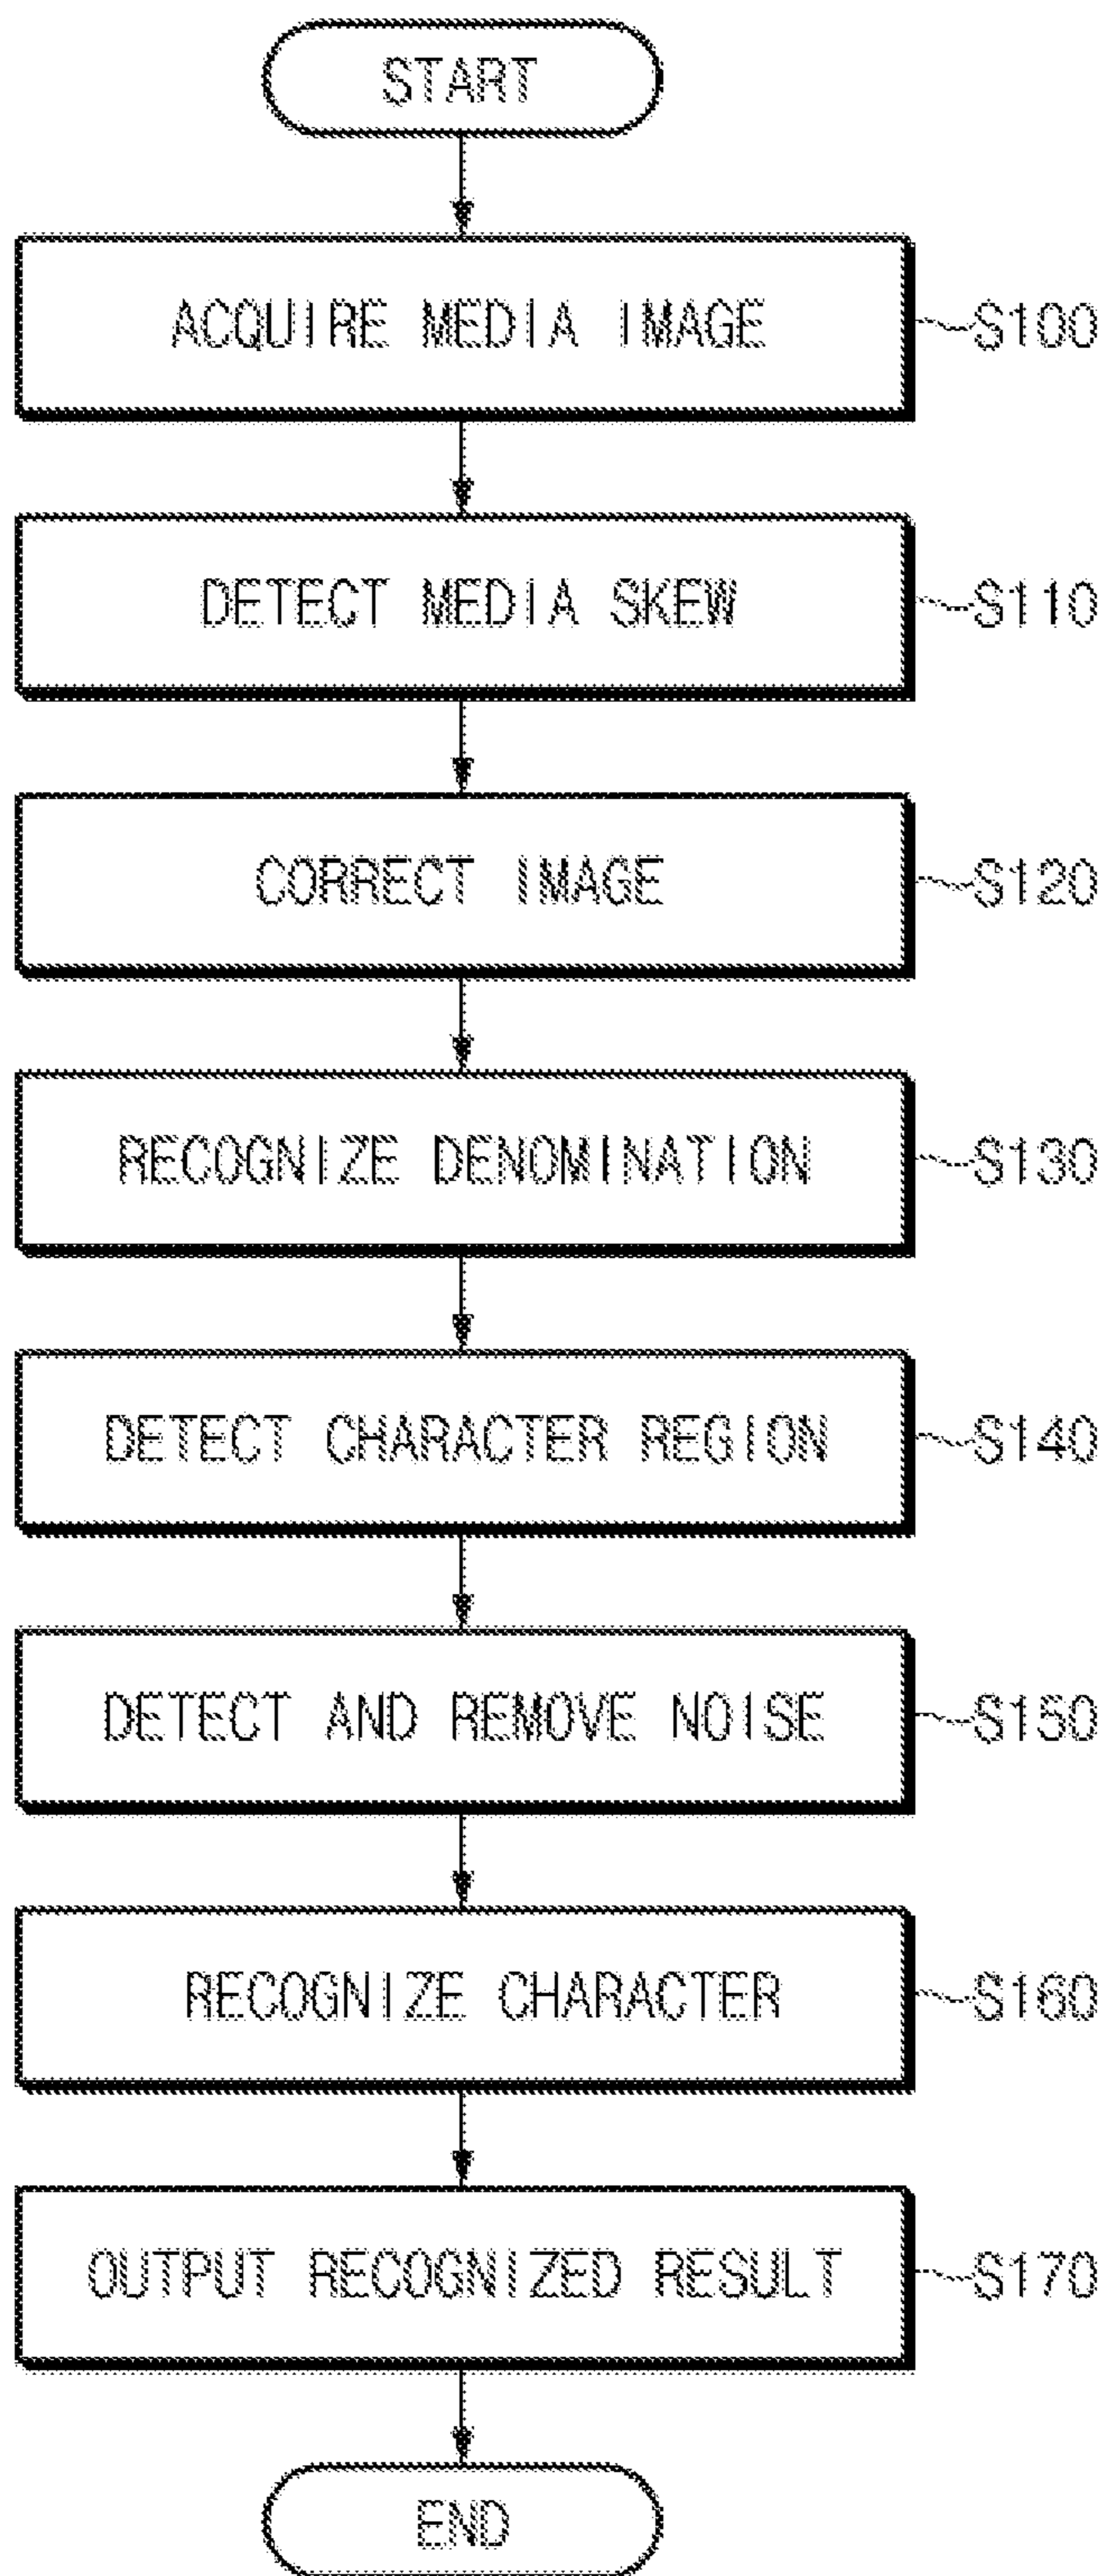 START
ACQUIRE MEDIA IMAGE
S100
DETECT MEDIA SKEW
S110
CORRECT IMAGE
S120
RECOGNIZE DENOMINATION
S130
DETECT CHARACTER REGION
S140
DETECT AND REMOVE NOISE
S150
RECOGNIZE CHARACTER
S160
OUTPUT RECOGNIZED RESULT
S170
END